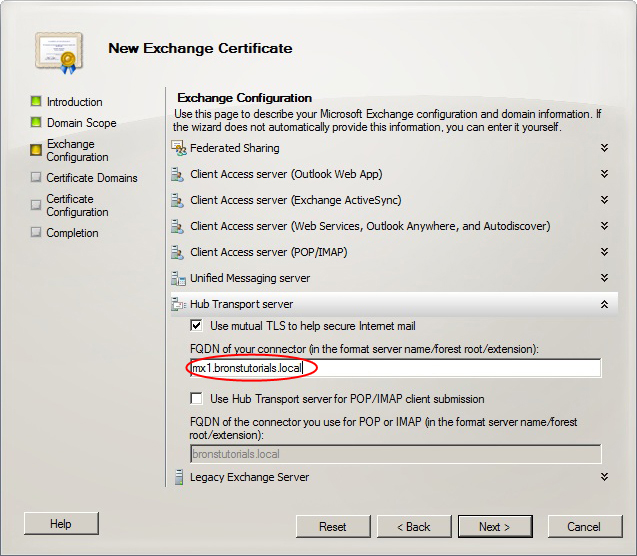 New Exchange Certificate
Introduction
Domain Scope
Exchange
Configuration
Certificate Domains
Certificate
Configuration
Completion
Exchange Configuration
Use this page to describe your Microsoft Exchange configuration and domain information. If
the wizard does not automatically provide this information, you can enter it yourself.
Federated Sharing
Client Access server (Outlook Web App)
Client Access server (Exchange ActiveSync)
Client Access server (Web Services, Outlook Anywhere, and Autodiscover)
Client Access server (POP/IMAP)
Unified Messaging server
Hub Transport server
Use mutual TLS to help secure Internet mail
FQDN of your connector (in the format server name/forest root/extension):
mx1.bronstutorials.local
Use Hub Transport server for POP/IMAP client submission
FQDN of the connector you use for POP or IMAP (in the format server name/forest
root/extension):
bronstutorials.local
Legacy Exchange Server
Help
Reset
< Back
Next >
Cancel